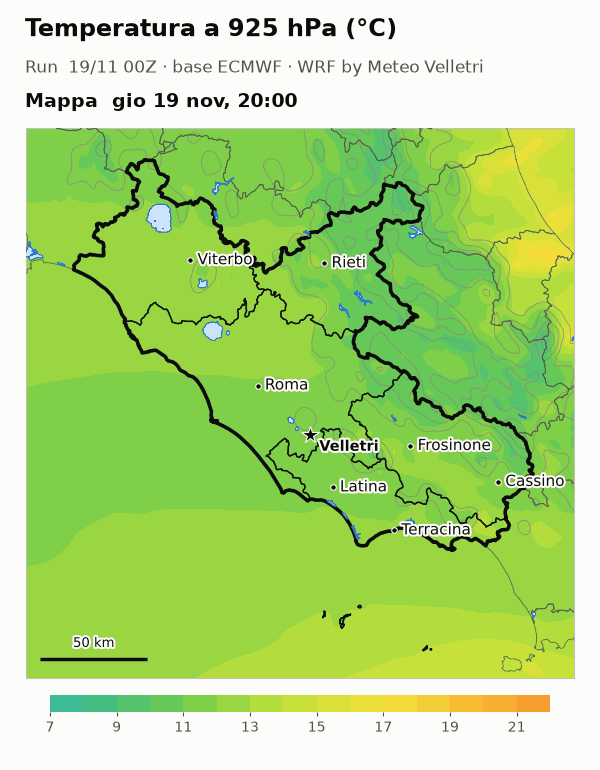 Temperatura a 925 hPa (°C)
Run  19/11 00Z · base ECMWF · WRF by Meteo Velletri
Mappa  gio 19 nov, 20:00
Viterbo
Rieti
Roma
Velletri
Frosinone
Cassino
Latina
Terracina
50 km
7 9 11 13 15 17 19 21